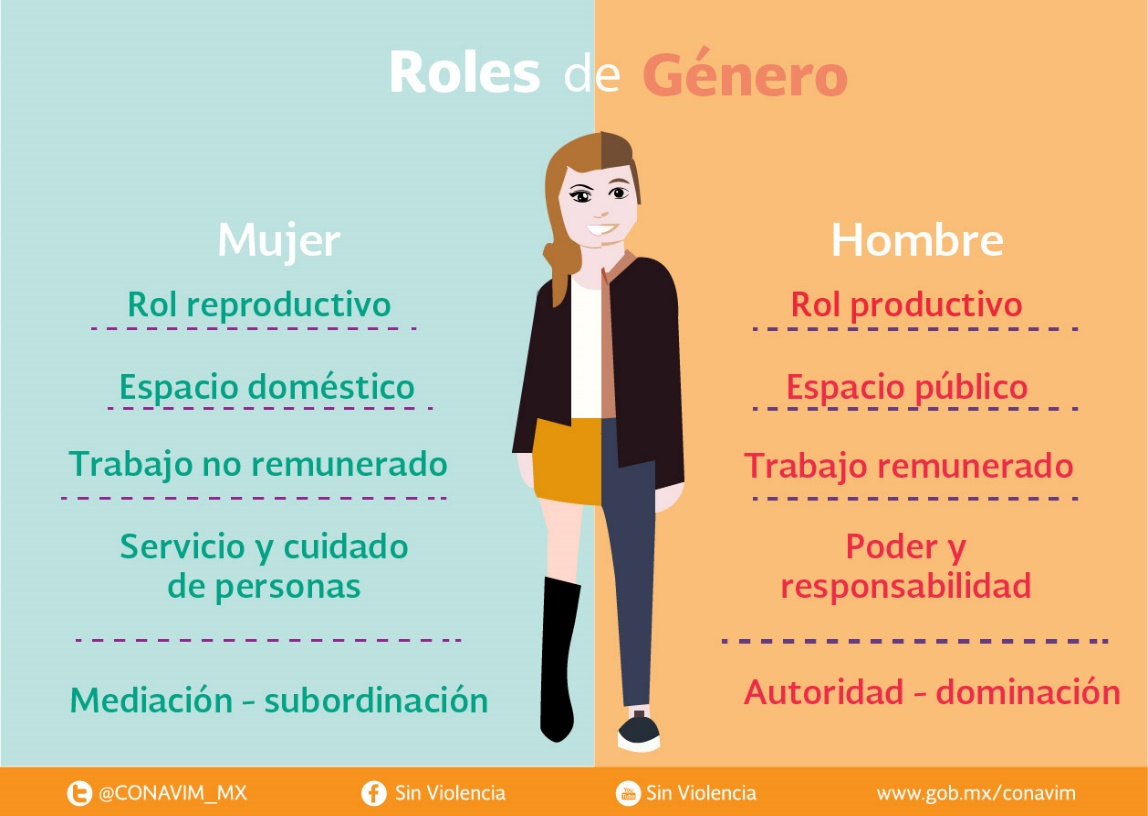 Roles de Género
Mujer
Rol reproductivo
Espacio doméstico
Trabajo no remunerado
Servicio y cuidado
de personas
Mediación - subordinación
Hombre
Rol productivo
Espacio público
Trabajo remunerado
Poder y
responsabilidad
Autoridad - dominación
@CONAVIM_MX
Sin Violencia
Sin Violencia
www.gob.mx/conavim